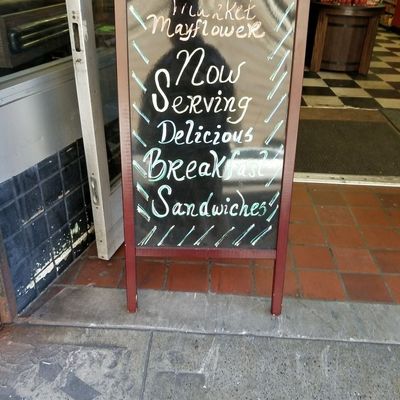 Market
Mayflower
Now
Serving
Delicious
Breakfast
Sandwiches